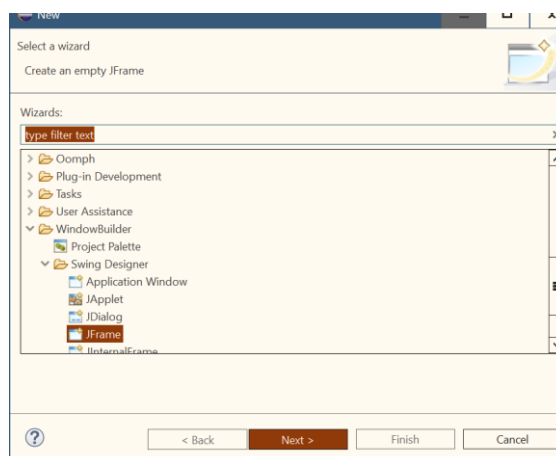 New
Select a wizard
Create an empty JFrame
Wizards:
type filter text
Oomph
Plug-in Development
Tasks
User Assistance
WindowBuilder
Project Palette
Swing Designer
Application Window
JApplet
JDialog
JFrame
JInternalFrame
< Back Next > Finish Cancel